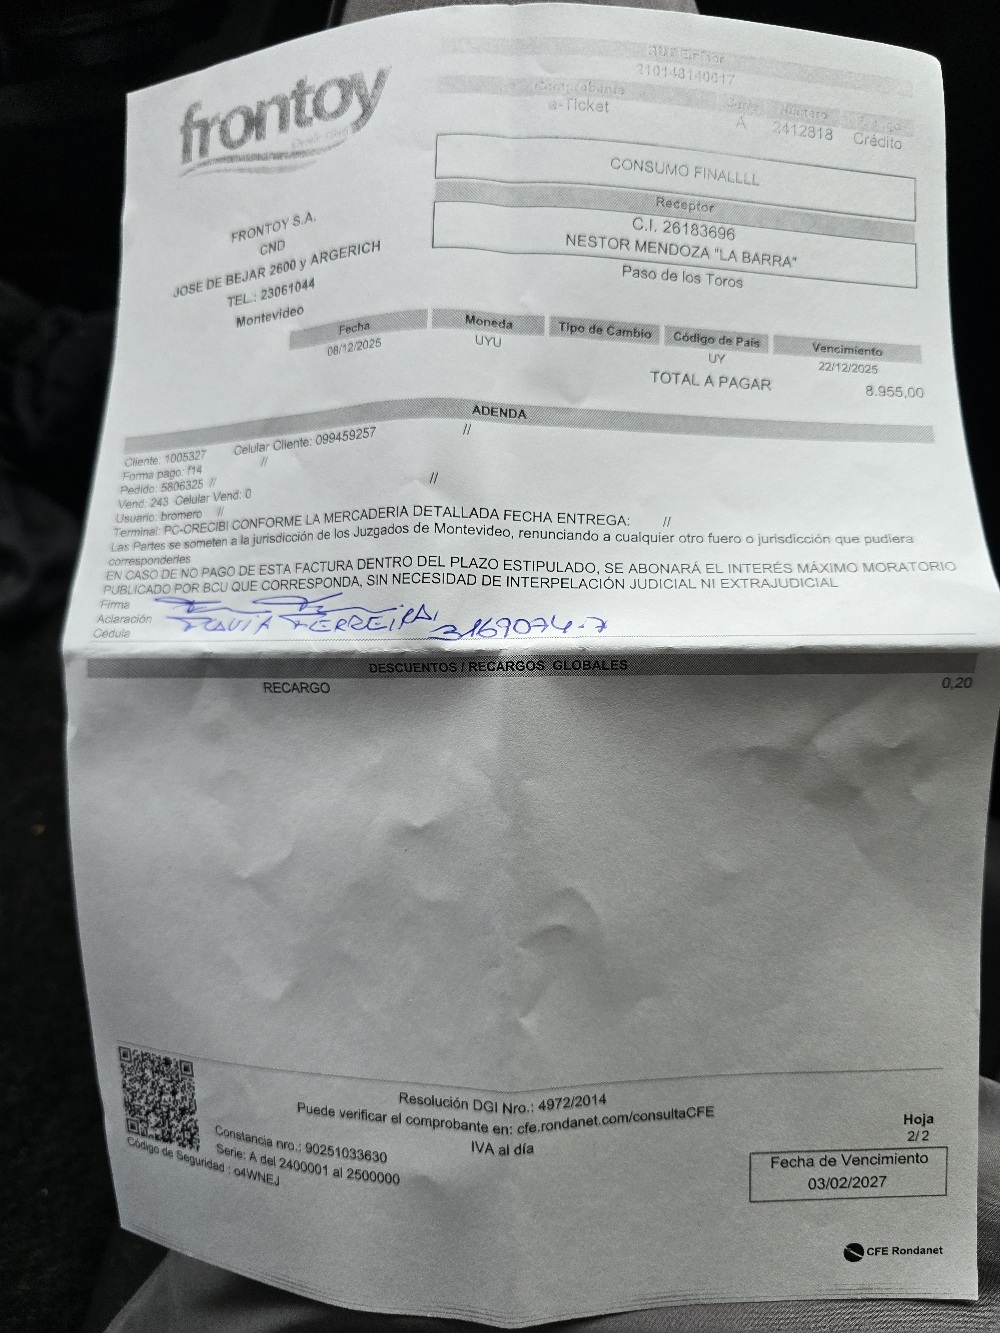 frontoy
RUC Emisor
210148140017
Comprobante Serie Número
e-Ticket A 2412818 Crédito
CONSUMO FINALLLL
Receptor
C.I. 26183696
NESTOR MENDOZA "LA BARRA"
Paso de los Toros
FRONTOY S.A.
CND
JOSE DE BEJAR 2600 y ARGERICH
TEL.: 23061044
Montevideo
Fecha Moneda Tipo de Cambio Código de País Vencimiento
08/12/2025 UYU UY 22/12/2025
TOTAL A PAGAR 8.955,00
ADENDA
Cliente: 1005327 Celular Cliente: 099459257 //
Forma pago: f14 //
Pedido: 5806325 // //
Vend: 243 Celular Vend: 0
Usuario: bromero //
Terminal: PC-CRECIBI CONFORME LA MERCADERIA DETALLADA FECHA ENTREGA: //
Las Partes se someten a la jurisdicción de los Juzgados de Montevideo, renunciando a cualquier otro fuero o jurisdicción que pudiera
corresponderles
EN CASO DE NO PAGO DE ESTA FACTURA DENTRO DEL PLAZO ESTIPULADO, SE ABONARÁ EL INTERÉS MÁXIMO MORATORIO
PUBLICADO POR BCU QUE CORRESPONDA, SIN NECESIDAD DE INTERPELACIÓN JUDICIAL NI EXTRAJUDICIAL
Firma
Aclaración FERREIRA 3169074-7
Cédula
DESCUENTOS / RECARGOS GLOBALES
RECARGO 0,20
Resolución DGI Nro.: 4972/2014
Puede verificar el comprobante en: cfe.rondanet.com/consultaCFE
IVA al día
Constancia nro.: 90251033630
Serie: A del 2400001 al 2500000
Código de Seguridad : o4WNEJ
Hoja
2/2
Fecha de Vencimiento
03/02/2027
CFE Rondanet